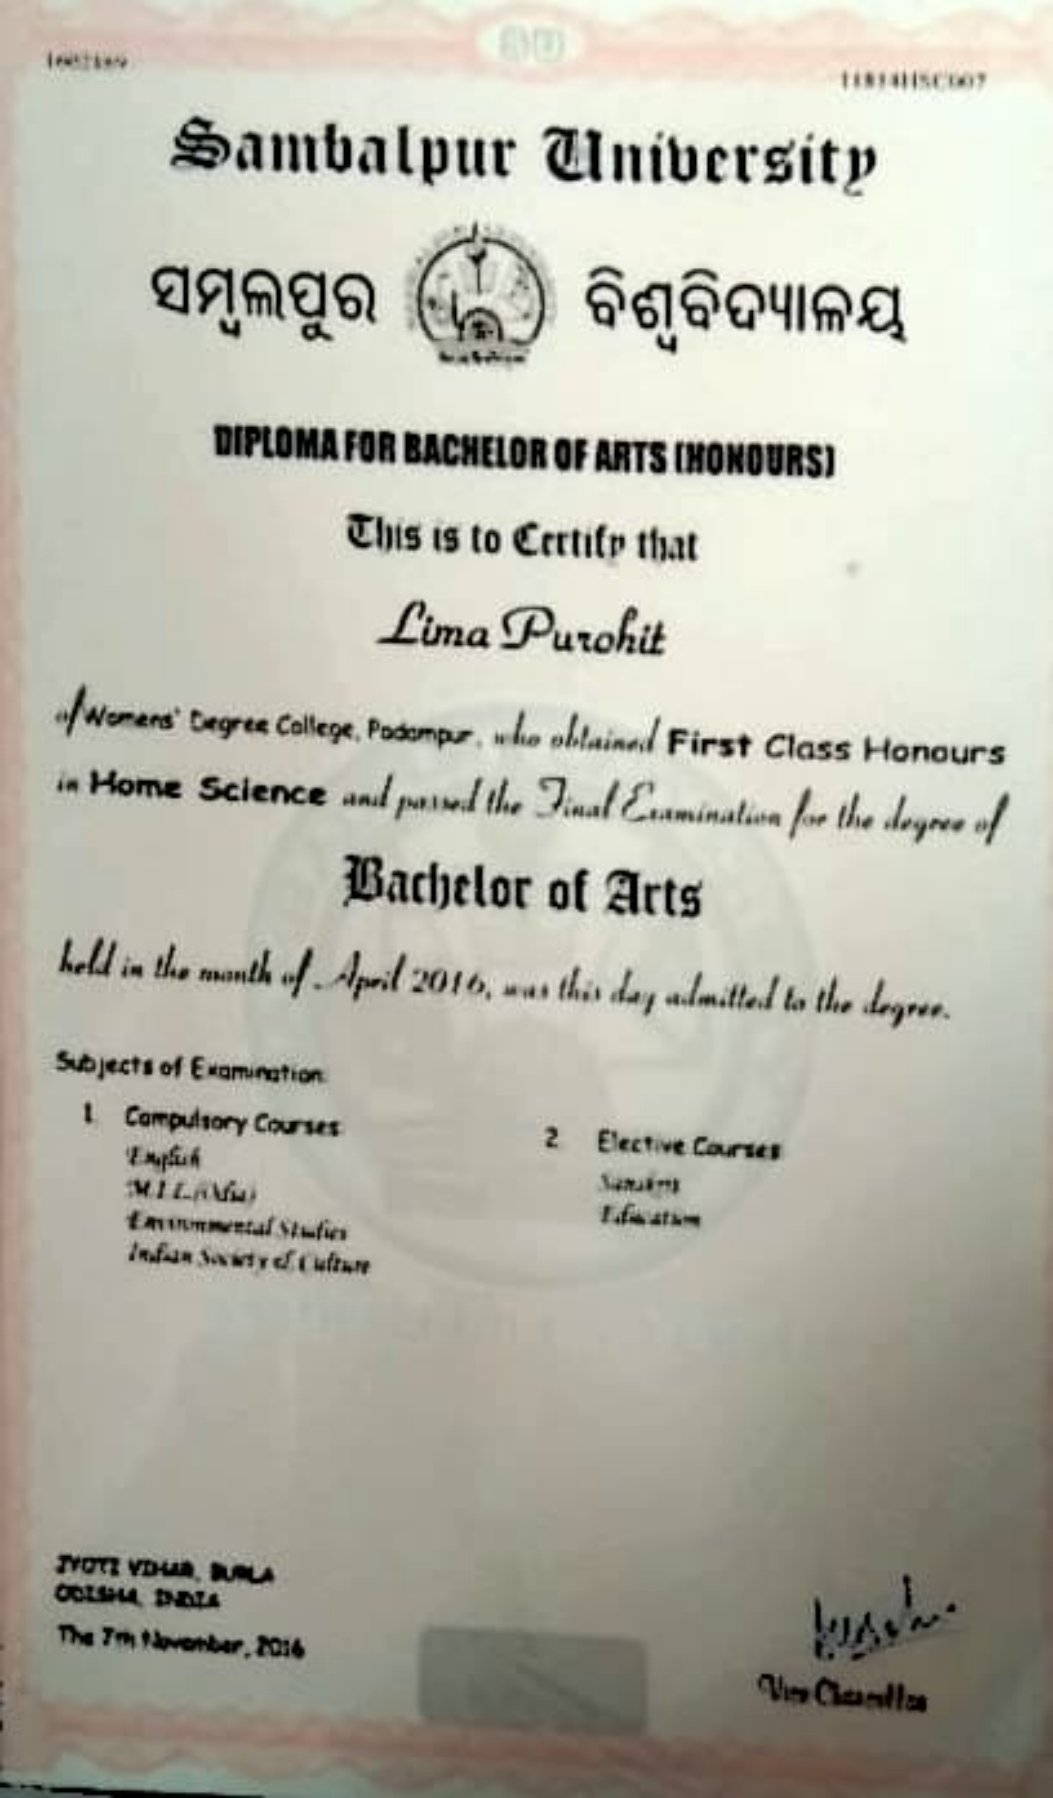 Sambalpur University
ସମ୍ବଲପୁର ବିଶ୍ୱବିଦ୍ୟାଳୟ
DIPLOMA FOR BACHELOR OF ARTS (HONOURS)
This is to Certify that
Lima Purohit
of Womens' Degree College, Padampur, who obtained First Class Honours
in Home Science and passed the Final Examination for the degree of
Bachelor of Arts
held in the month of April 2016, was this day admitted to the degree.
Subjects of Examination:
1 Compulsory Courses
English
M.I.L.(Odia)
Environmental Studies
Indian Society & Culture
2 Elective Courses
Sanskrit
Education
JYOTI VIHAR, BURLA
ODISHA, INDIA
The 7th November, 2016
Vice Chancellor